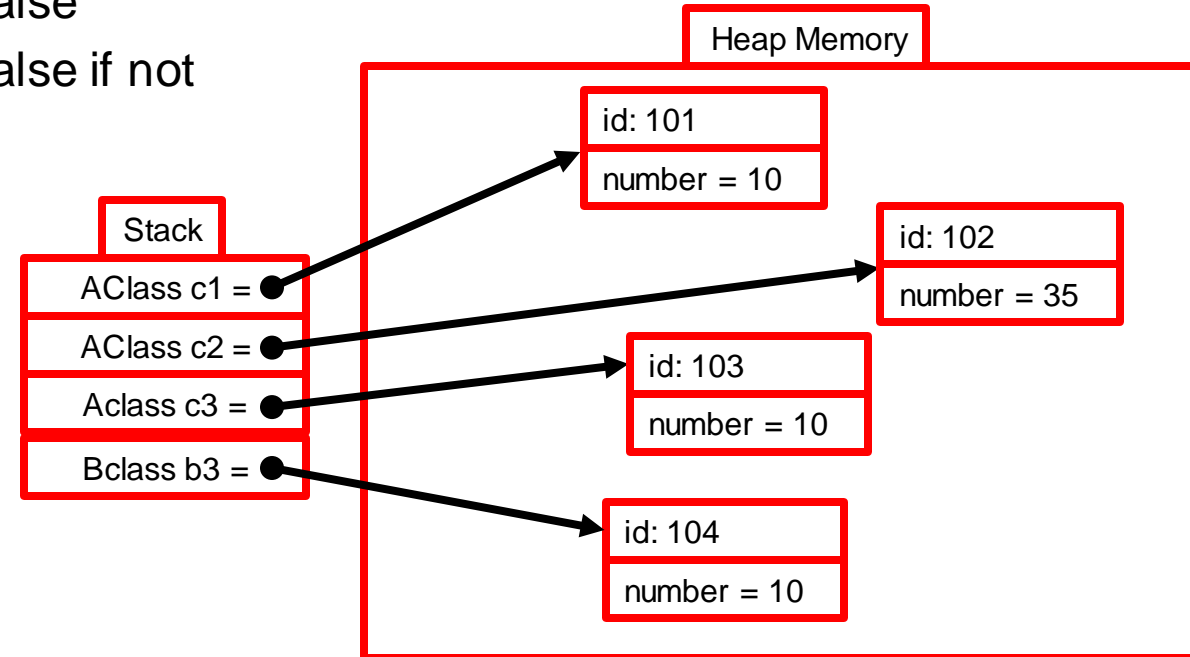 alse if not
Heap Memory
id: 101
number = 10
Stack
AClass c1 =
AClass c2 =
Aclass c3 =
Bclass b3 =
id: 102
number = 35
id: 103
number = 10
id: 104
number = 10